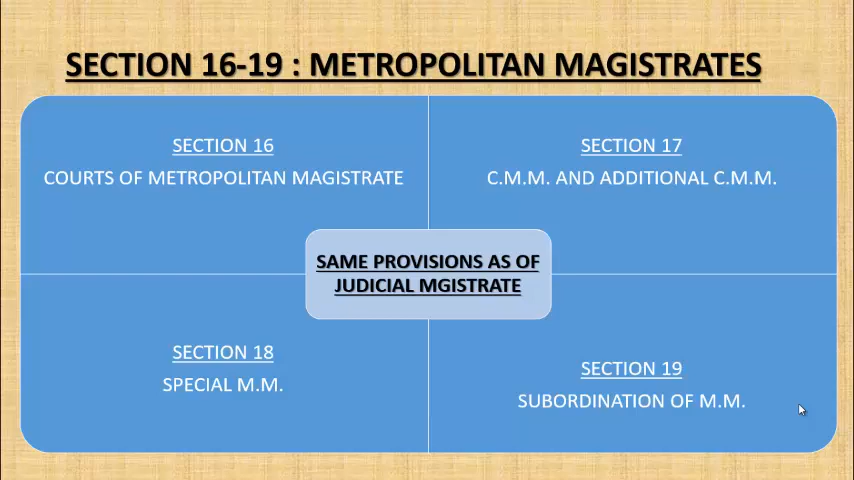 SECTION 16-19 : METROPOLITAN MAGISTRATES
SECTION 16
COURTS OF METROPOLITAN MAGISTRATE
SECTION 17
C.M.M. AND ADDITIONAL C.M.M.
SAME PROVISIONS AS OF
JUDICIAL MGISTRATE
SECTION 18
SPECIAL M.M.
SECTION 19
SUBORDINATION OF M.M.